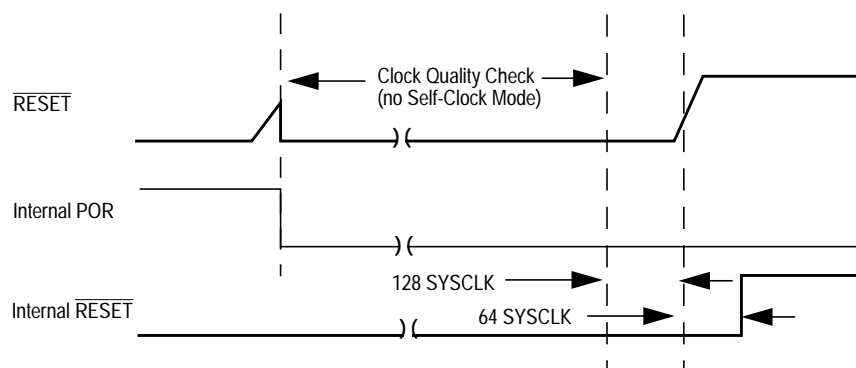 Clock Quality Check
(no Self-Clock Mode)
RESET
Internal POR
128 SYSCLK
Internal RESET
64 SYSCLK